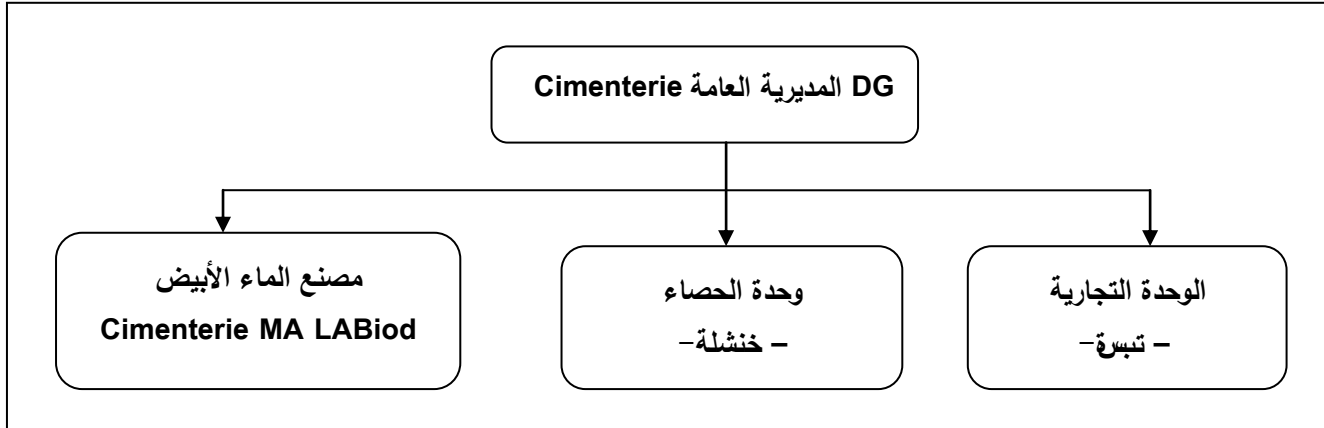 DG المديرية العامة Cimenterie
الوحدة التجارية
– تبسة-
وحدة الحصاء
– خنشلة-
مصنع الماء الأبيض
Cimenterie MA LABiod